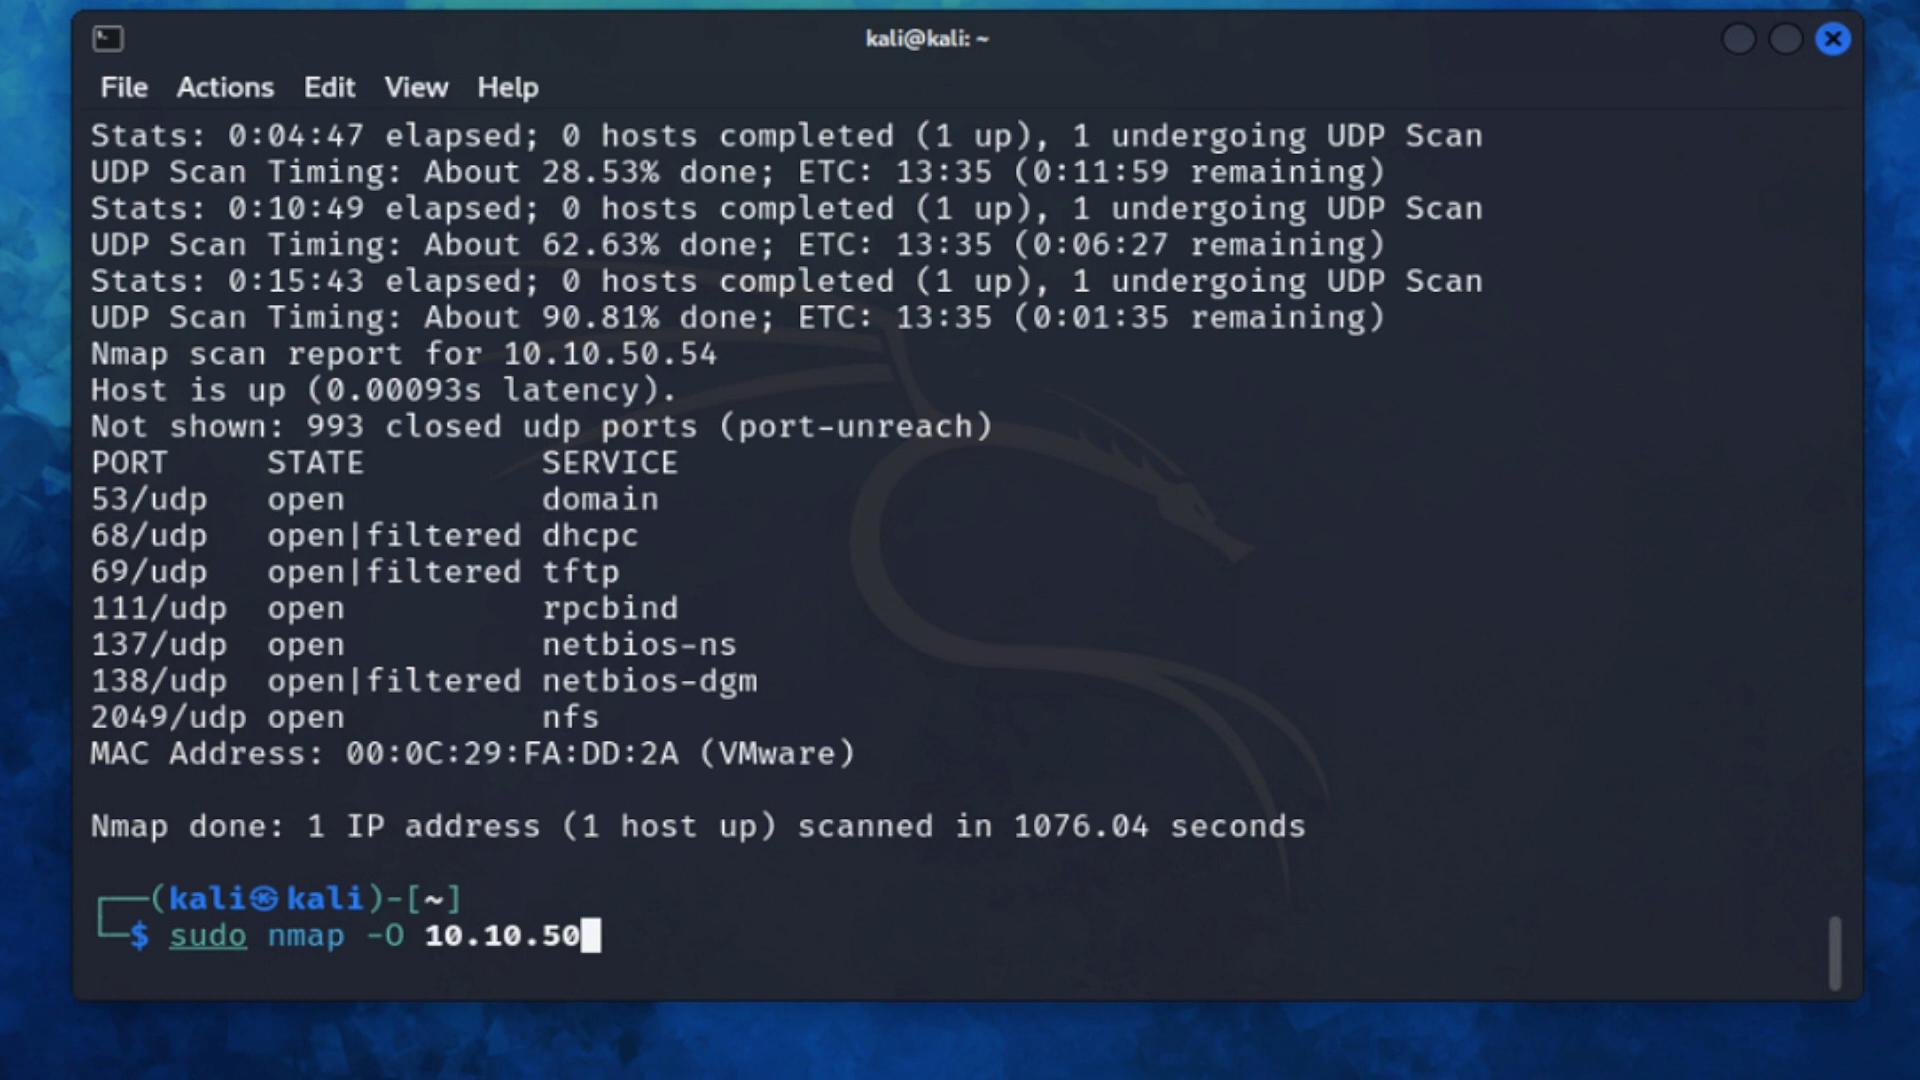 kali@kali: ~
File Actions Edit View Help
Stats: 0:04:47 elapsed; 0 hosts completed (1 up), 1 undergoing UDP Scan
UDP Scan Timing: About 28.53% done; ETC: 13:35 (0:11:59 remaining)
Stats: 0:10:49 elapsed; 0 hosts completed (1 up), 1 undergoing UDP Scan
UDP Scan Timing: About 62.63% done; ETC: 13:35 (0:06:27 remaining)
Stats: 0:15:43 elapsed; 0 hosts completed (1 up), 1 undergoing UDP Scan
UDP Scan Timing: About 90.81% done; ETC: 13:35 (0:01:35 remaining)
Nmap scan report for 10.10.50.54
Host is up (0.00093s latency).
Not shown: 993 closed udp ports (port-unreach)
PORT     STATE         SERVICE
53/udp   open          domain
68/udp   open|filtered dhcpc
69/udp   open|filtered tftp
111/udp  open          rpcbind
137/udp  open          netbios-ns
138/udp  open|filtered netbios-dgm
2049/udp open          nfs
MAC Address: 00:0C:29:FA:DD:2A (VMware)
Nmap done: 1 IP address (1 host up) scanned in 1076.04 seconds
┌──(kali㉿kali)-[~]
└─$ sudo nmap -O 10.10.50